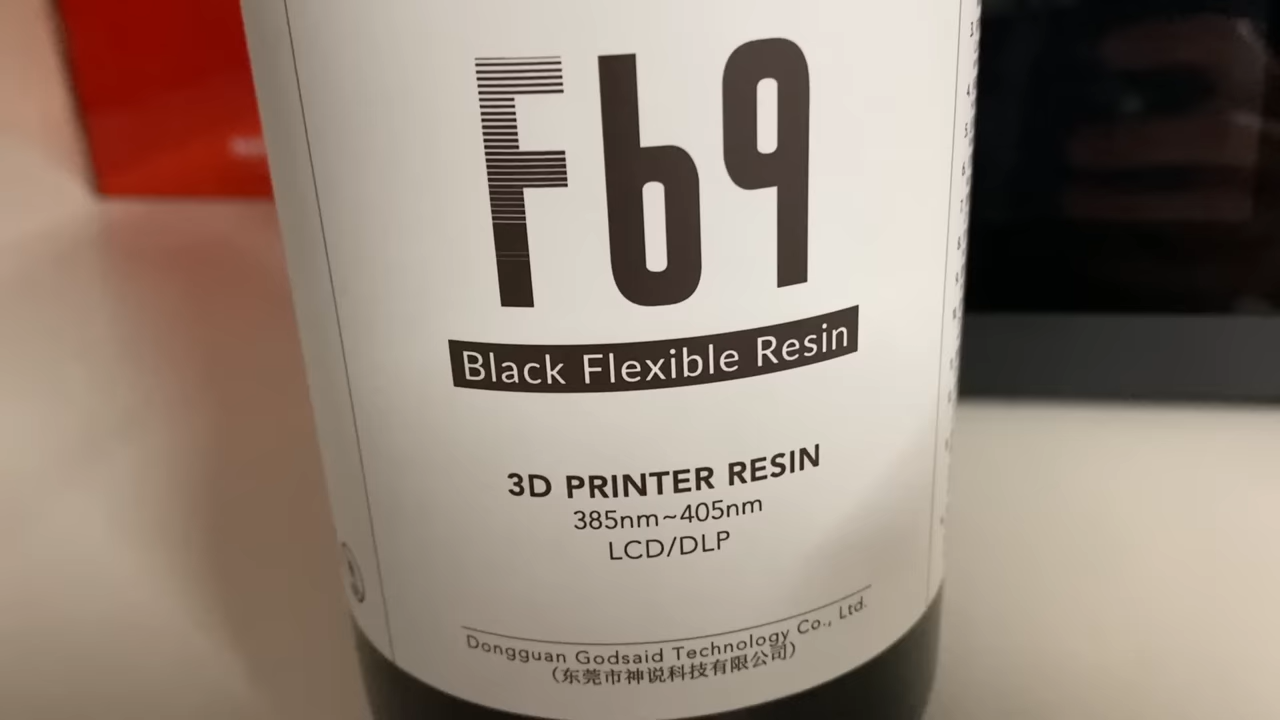 F69
Black Flexible Resin
3D PRINTER RESIN
385nm~405nm
LCD/DLP
Dongguan Godsaid Technology Co., Ltd.
(东莞市神说科技有限公司)